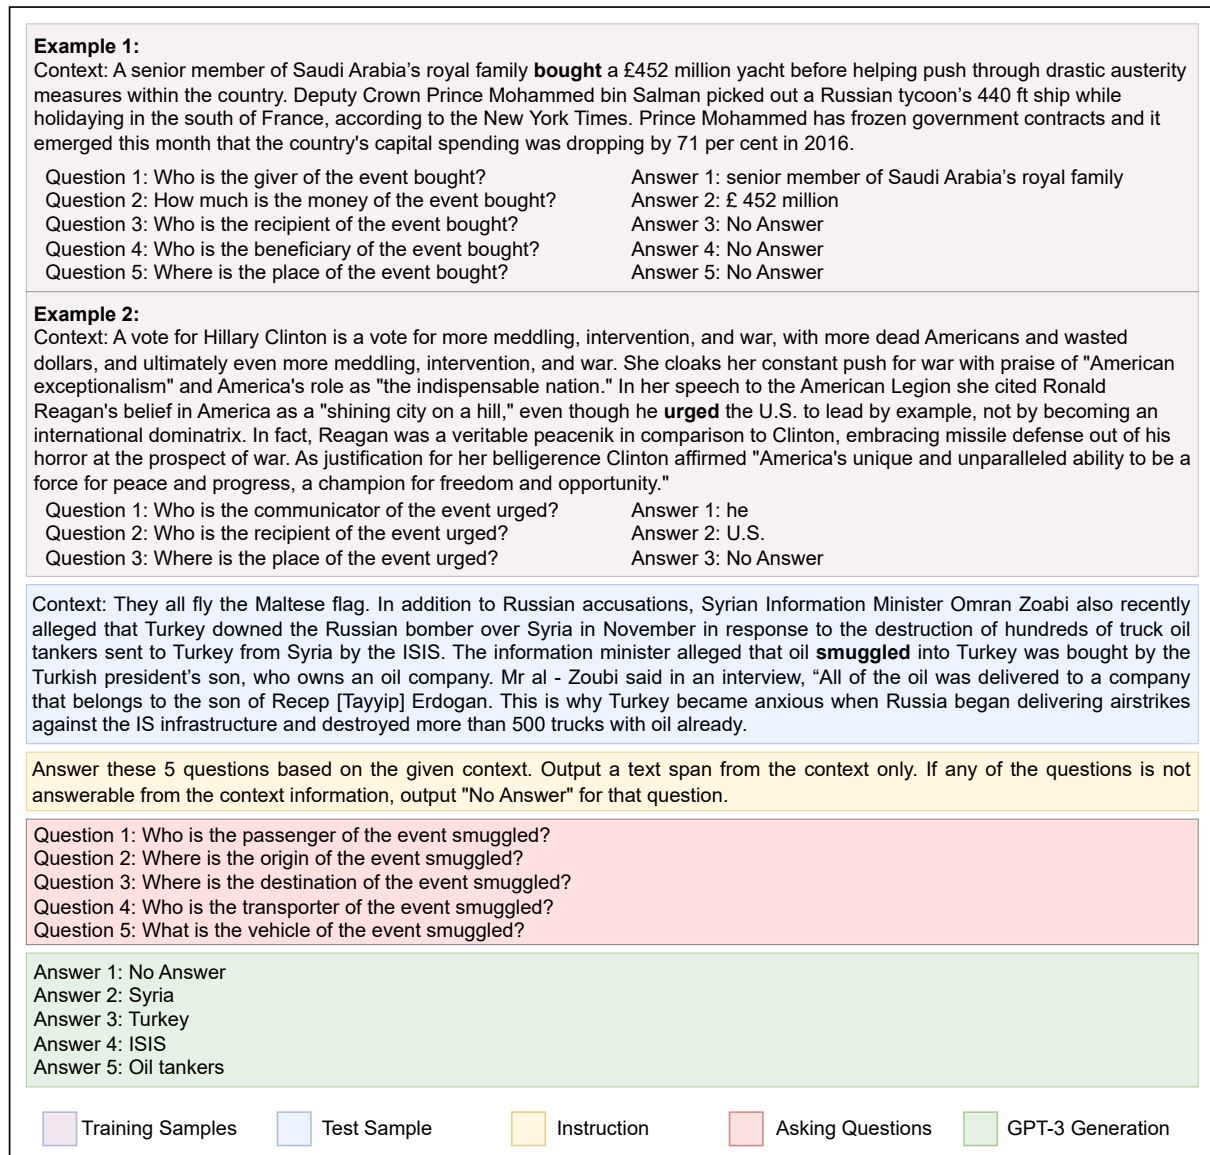 Example 1:
Context: A senior member of Saudi Arabia's royal family bought a £452 million yacht before helping push through drastic austerity
measures within the country. Deputy Crown Prince Mohammed bin Salman picked out a Russian tycoon's 440 ft ship while
holidaying in the south of France, according to the New York Times. Prince Mohammed has frozen government contracts and it
emerged this month that the country's capital spending was dropping by 71 per cent in 2016.
Question 1: Who is the giver of the event bought? Answer 1: senior member of Saudi Arabia's royal family
Question 2: How much is the money of the event bought? Answer 2: £ 452 million
Question 3: Who is the recipient of the event bought? Answer 3: No Answer
Question 4: Who is the beneficiary of the event bought? Answer 4: No Answer
Question 5: Where is the place of the event bought? Answer 5: No Answer
Example 2:
Context: A vote for Hillary Clinton is a vote for more meddling, intervention, and war, with more dead Americans and wasted
dollars, and ultimately even more meddling, intervention, and war. She cloaks her constant push for war with praise of "American
exceptionalism" and America's role as "the indispensable nation." In her speech to the American Legion she cited Ronald
Reagan's belief in America as a "shining city on a hill," even though he urged the U.S. to lead by example, not by becoming an
international dominatrix. In fact, Reagan was a veritable peacenik in comparison to Clinton, embracing missile defense out of his
horror at the prospect of war. As justification for her belligerence Clinton affirmed "America's unique and unparalleled ability to be a
force for peace and progress, a champion for freedom and opportunity."
Question 1: Who is the communicator of the event urged? Answer 1: he
Question 2: Who is the recipient of the event urged? Answer 2: U.S.
Question 3: Where is the place of the event urged? Answer 3: No Answer
Context: They all fly the Maltese flag. In addition to Russian accusations, Syrian Information Minister Omran Zoabi also recently
alleged that Turkey downed the Russian bomber over Syria in November in response to the destruction of hundreds of truck oil
tankers sent to Turkey from Syria by the ISIS. The information minister alleged that oil smuggled into Turkey was bought by the
Turkish president's son, who owns an oil company. Mr al - Zoubi said in an interview, “All of the oil was delivered to a company
that belongs to the son of Recep [Tayyip] Erdogan. This is why Turkey became anxious when Russia began delivering airstrikes
against the IS infrastructure and destroyed more than 500 trucks with oil already.
Answer these 5 questions based on the given context. Output a text span from the context only. If any of the questions is not
answerable from the context information, output "No Answer" for that question.
Question 1: Who is the passenger of the event smuggled?
Question 2: Where is the origin of the event smuggled?
Question 3: Where is the destination of the event smuggled?
Question 4: Who is the transporter of the event smuggled?
Question 5: What is the vehicle of the event smuggled?
Answer 1: No Answer
Answer 2: Syria
Answer 3: Turkey
Answer 4: ISIS
Answer 5: Oil tankers
Training Samples Test Sample Instruction Asking Questions GPT-3 Generation